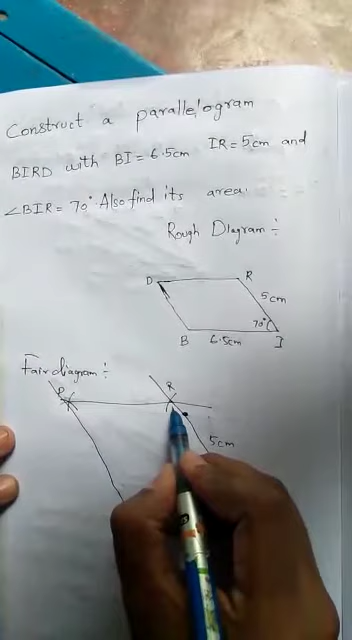 Construct a parallelogram
BIRD with BI = 6.5cm IR = 5cm and
∠BIR = 70° Also find its area.
Rough Diagram :-
D R
5cm
70°
B 6.5cm I
Fair diagram :-
D R
5cm